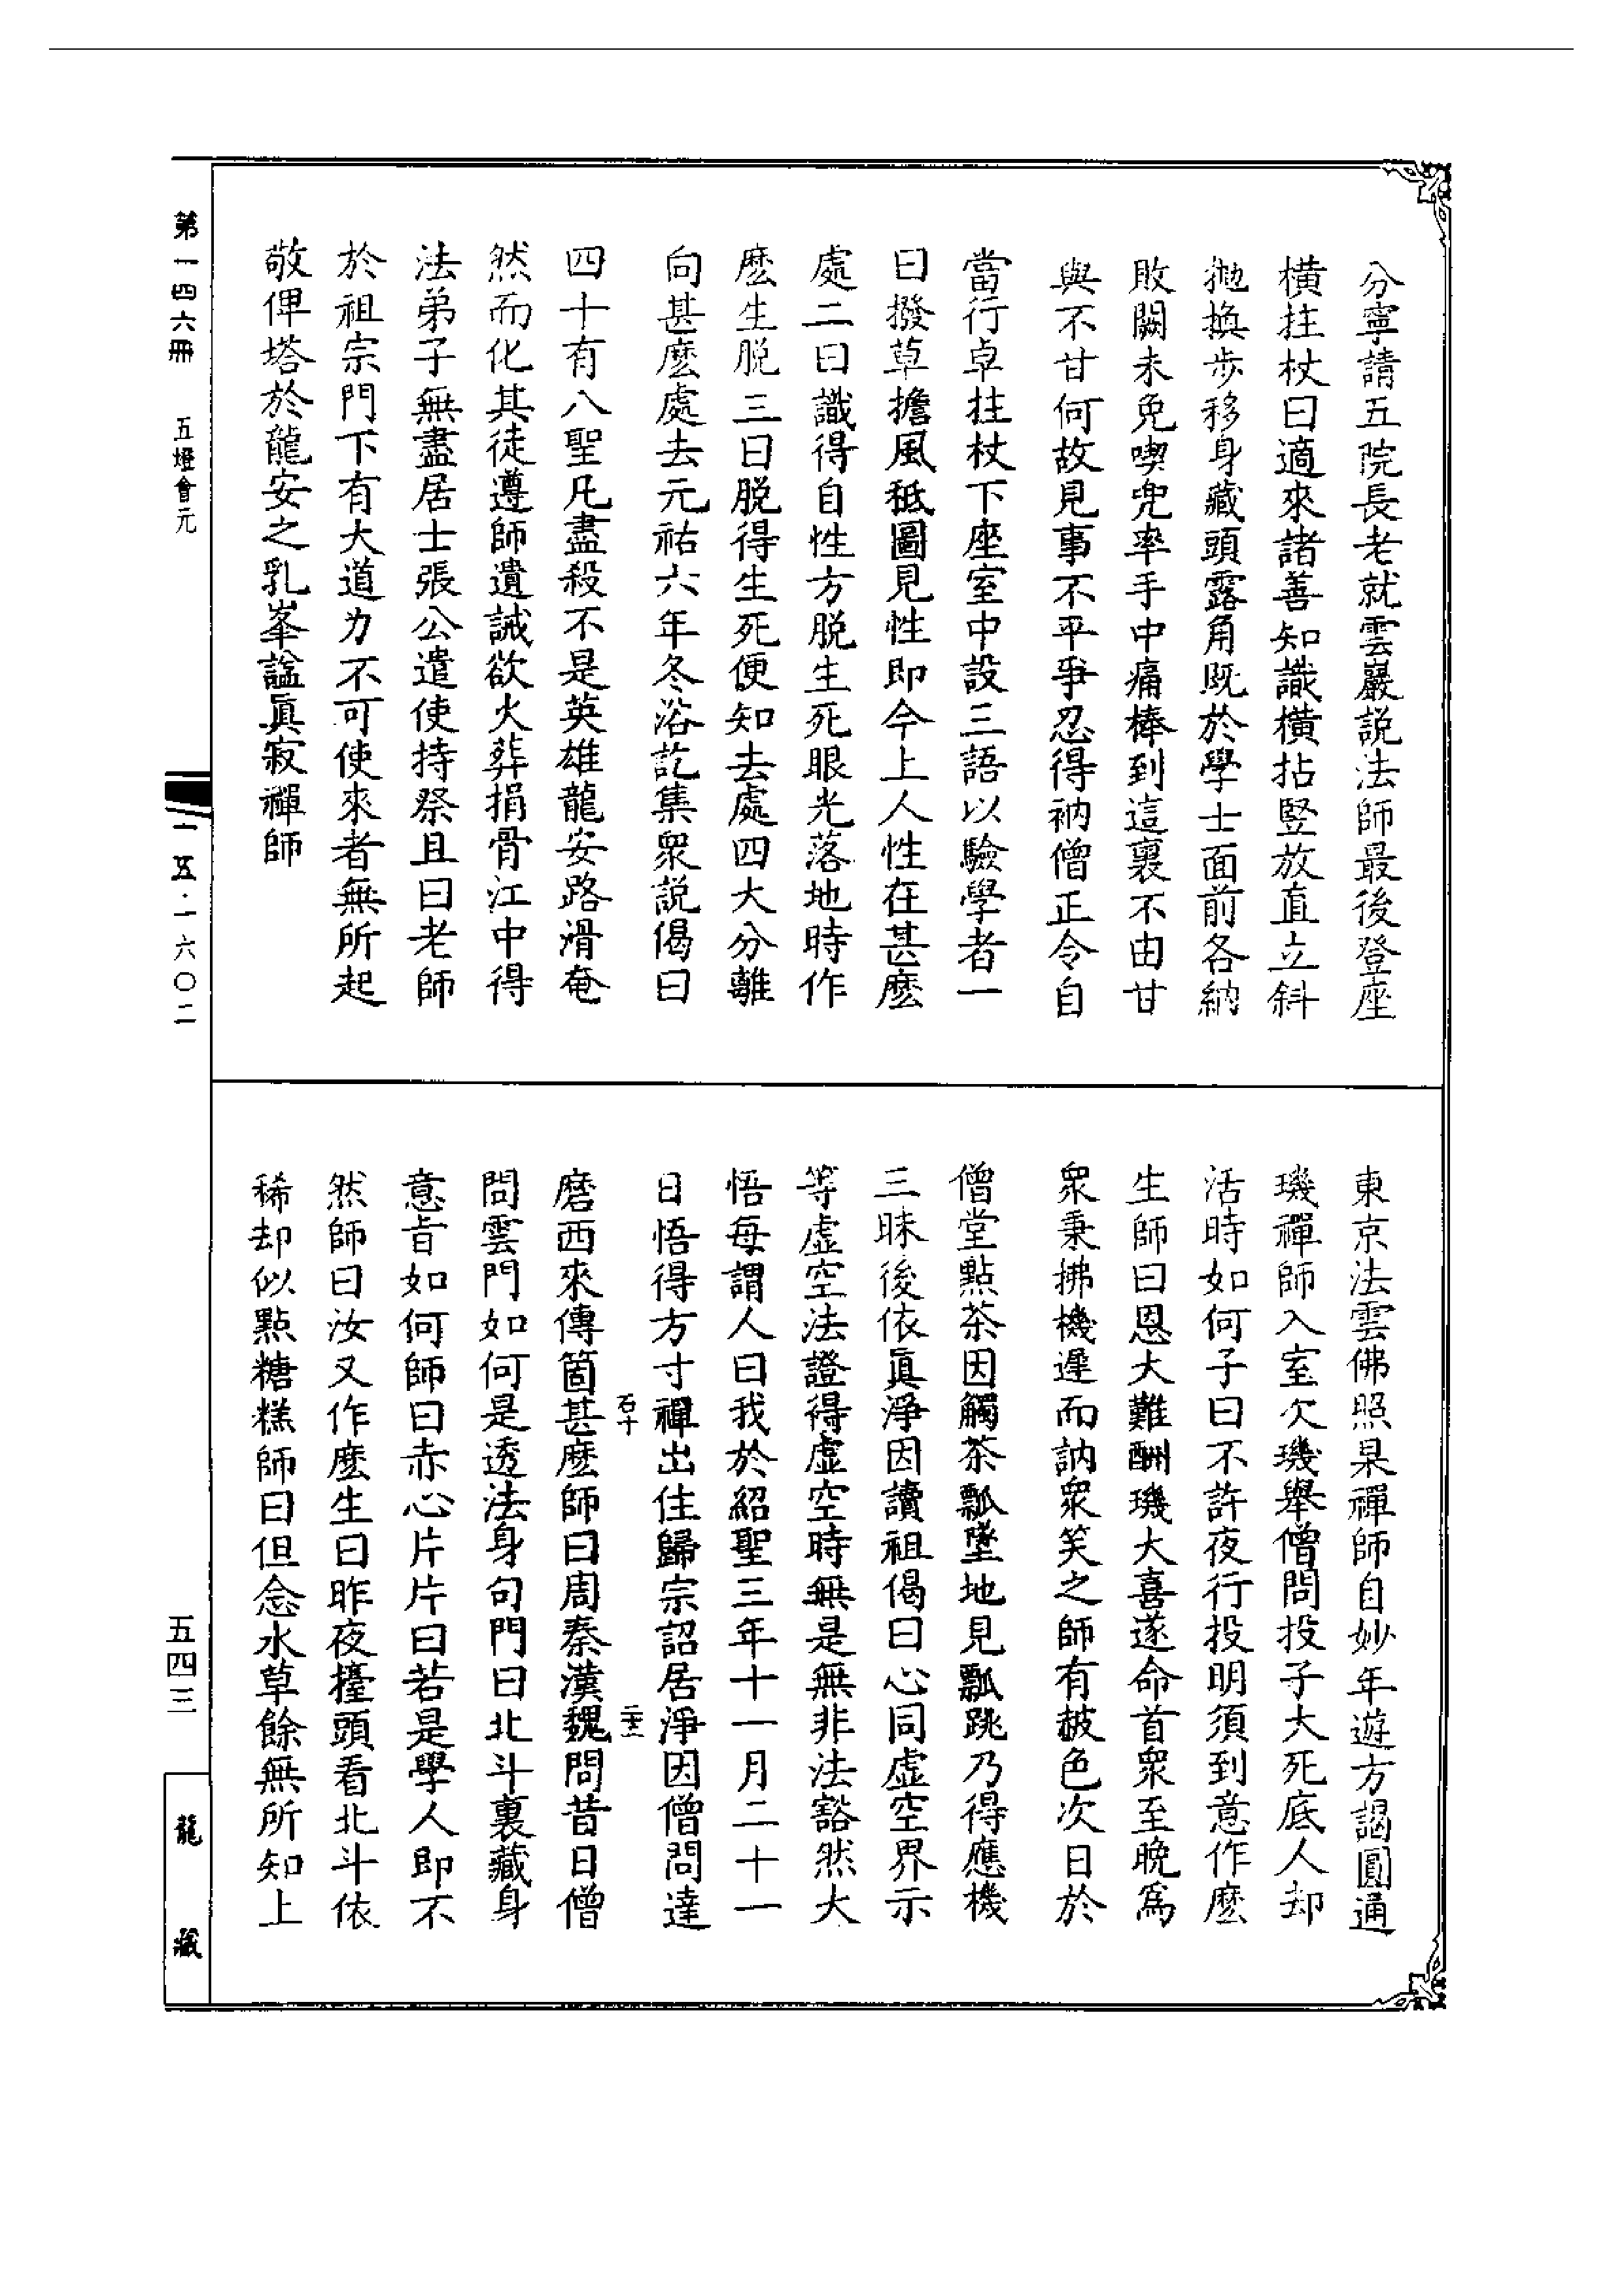 分寧請五院長老就雲巖説法師最後登座
橫拄杖曰適來諸善知識橫拈竪放直立斜
抛換步移身藏頭露角既於學士面前各納
敗闕未免喫兜率手中痛棒到這裏不由甘
與不甘何故見事不平爭忍得衲僧正令自
當行卓拄杖下座室中設三語以驗學者一
曰撥草擔風秪圖見性即今上人性在甚麽
處二曰識得自性方脱生死眼光落地時作
麽生脱三曰脱得生死便知去處四大分離
向甚麽處去元祐六年冬浴訖集衆説偈曰
四十有八聖凡盡殺不是英雄龍安路滑奄
然而化其徒遵師遺誡欲火葬捐骨江中得
法弟子無盡居士張公遣使持祭且曰老師
於祖宗門下有大道力不可使來者無所起
敬俾塔於龍安之乳峯諡眞寂禪師
東京法雲佛照杲禪師自妙年遊方謁圓通
璣禪師入室次璣舉僧問投子大死底人却
活時如何子曰不許夜行投明須到意作麽
生師曰恩大難酬璣大喜遂命首衆至晚爲
衆秉拂機遲而訥衆笑之師有赧色次日於
僧堂點茶因觸茶瓢墜地見瓢跳乃得應機
三昧後依眞淨因讀祖偈曰心同虛空界示
等虛空法證得虛空時無是無非法豁然大
悟每謂人曰我於紹聖三年十一月二十一
日悟得方寸禪出住歸宗詔居淨因僧問達
磨西來傳箇甚麽師曰周秦漢魏問昔日僧
問雲門如何是透法身句門曰北斗裏藏身
意旨如何師曰赤心片片曰若是學人即不
然師曰汝又作麽生曰昨夜擡頭看北斗依
稀却似點糖糕師曰但念水草餘無所知上
第一四六冊　五燈會元
一五·一六〇二
五四三
龍藏